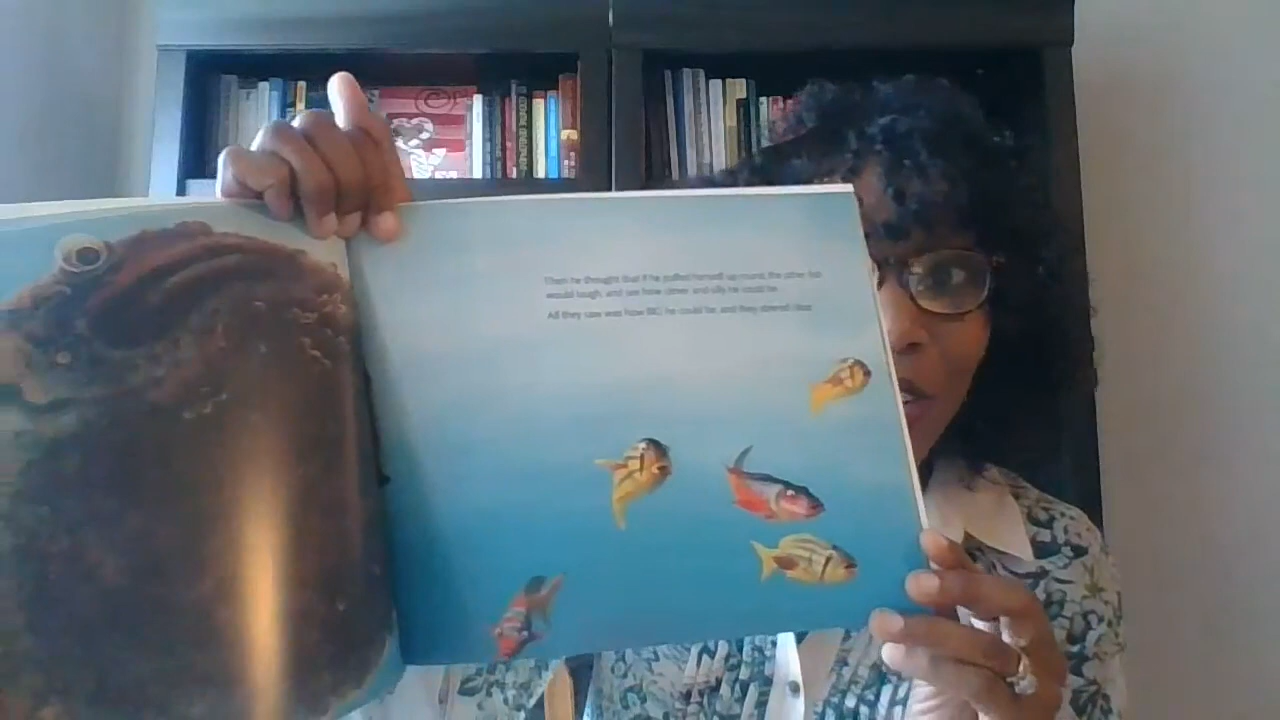 Then he thought that if he puffed himself up round, the other fish
would laugh, and see how clever and silly he could be.
All they saw was how BIG he could be, and they steered clear.